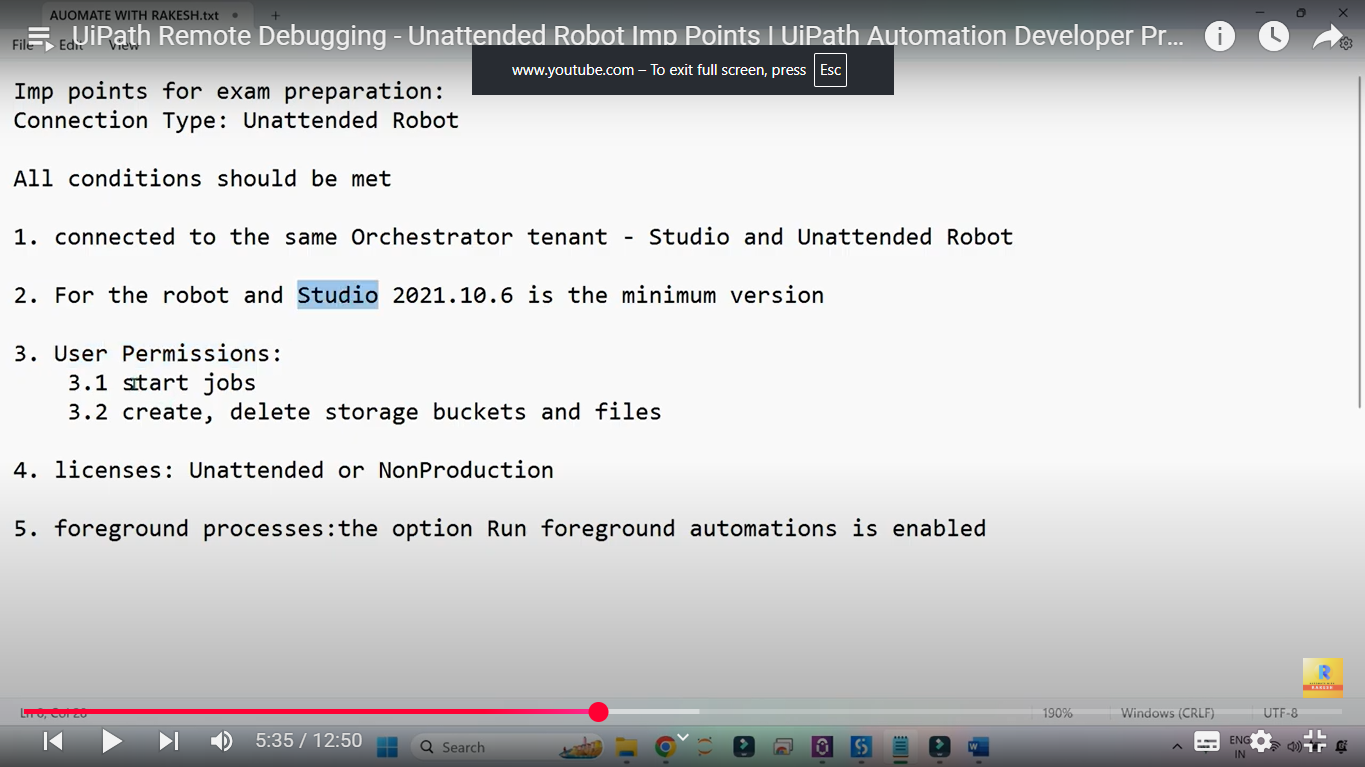 AUOMATE WITH RAKESH.txt
UiPath Remote Debugging - Unattended Robot Imp Points | UiPath Automation Developer Pr...
File Edit View
www.youtube.com – To exit full screen, press Esc
Imp points for exam preparation:
Connection Type: Unattended Robot
All conditions should be met
1. connected to the same Orchestrator tenant - Studio and Unattended Robot
2. For the robot and Studio 2021.10.6 is the minimum version
3. User Permissions:
3.1 start jobs
3.2 create, delete storage buckets and files
4. licenses: Unattended or NonProduction
5. foreground processes:the option Run foreground automations is enabled
190% Windows (CRLF) UTF-8
5:35 / 12:50
Search
ENG
IN